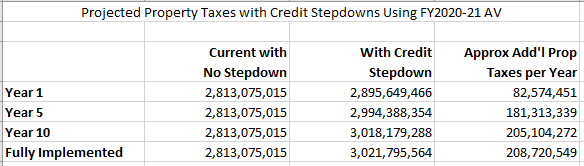 Projected Property Taxes with Credit Stepdowns Using FY2020-21 AV
Current with With Credit Approx Add'l Prop
No Stepdown Stepdown Taxes per Year
Year 1 2,813,075,015 2,895,649,466 82,574,451
Year 5 2,813,075,015 2,994,388,354 181,313,339
Year 10 2,813,075,015 3,018,179,288 205,104,272
Fully Implemented 2,813,075,015 3,021,795,564 208,720,549